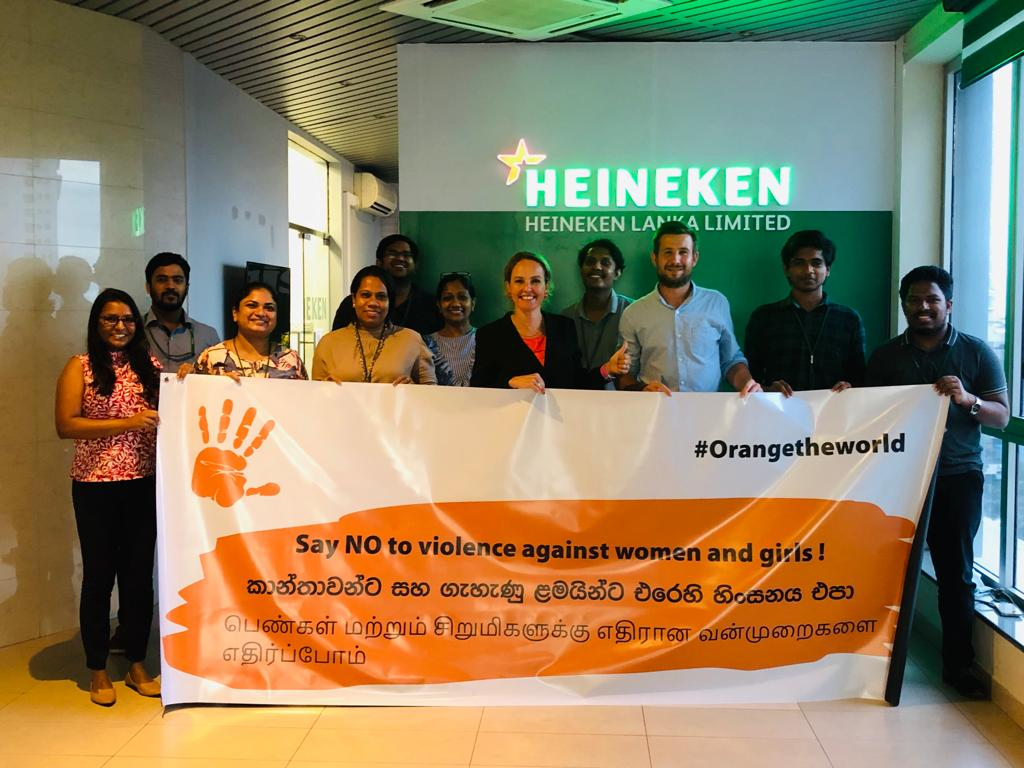 HEINEKEN
HEINEKEN LANKA LIMITED
EKEN
#Orangetheworld
Say NO to violence against women and girls !
කාන්තාවන්ට සහ ගැහැණු ළමයින්ට එරෙහි හිංසනය එපා
பெண்கள் மற்றும் சிறுமிகளுக்கு எதிரான வன்முறைகளை
எதிர்ப்போம்